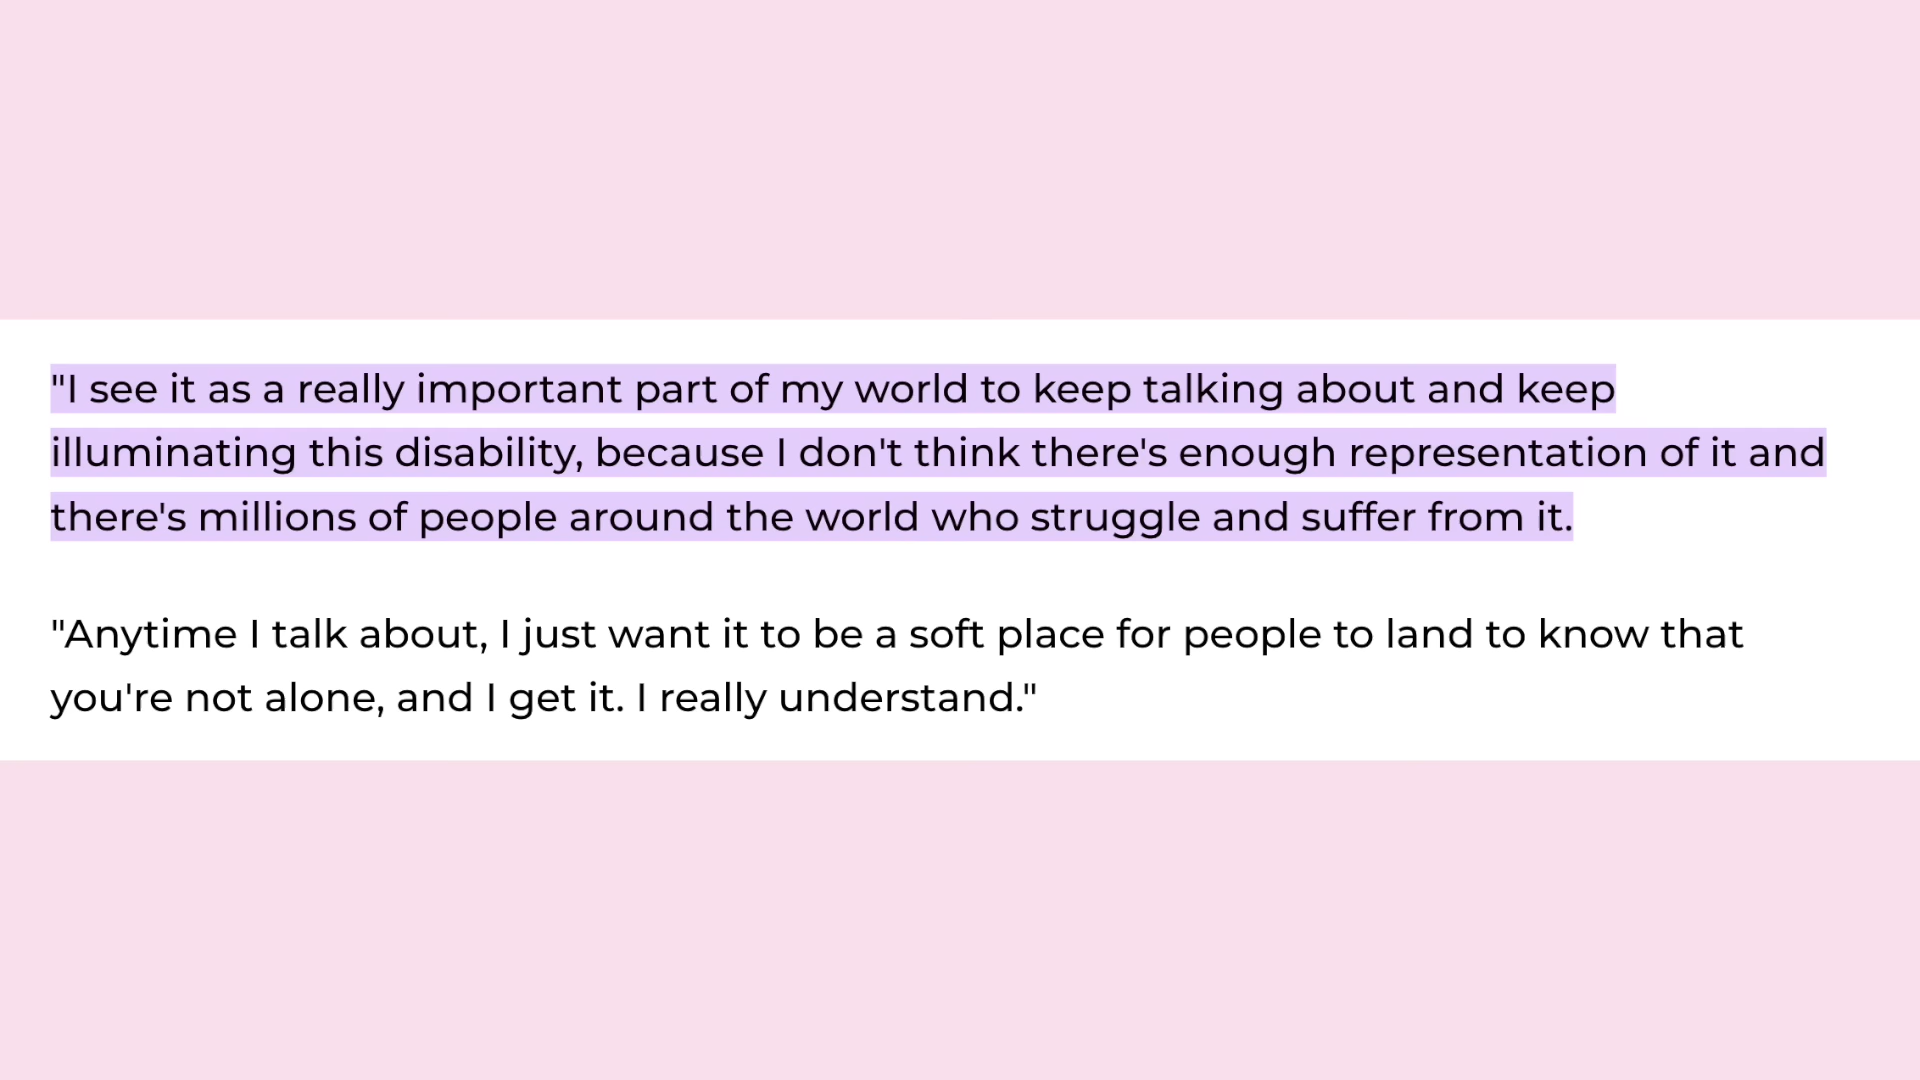 "I see it as a really important part of my world to keep talking about and keep
illuminating this disability, because I don't think there's enough representation of it and
there's millions of people around the world who struggle and suffer from it.
"Anytime I talk about, I just want it to be a soft place for people to land to know that
you're not alone, and I get it. I really understand."